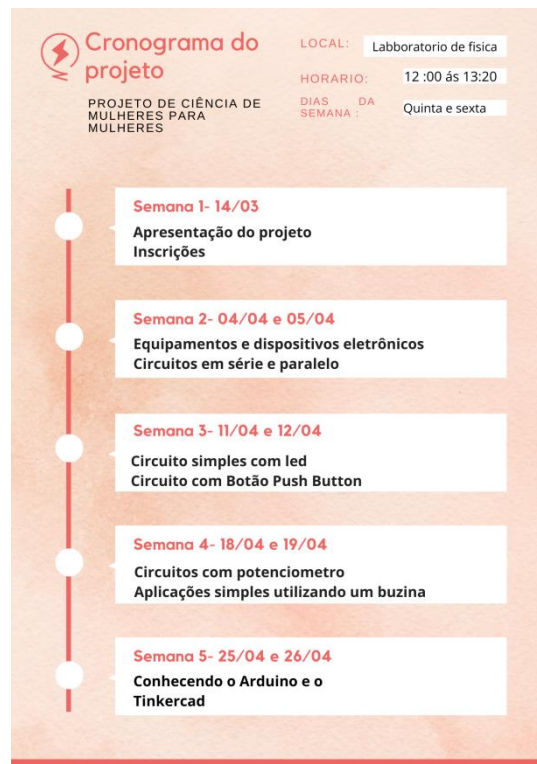 Cronograma do
projeto
PROJETO DE CIÊNCIA DE
MULHERES PARA
MULHERES
LOCAL: Labboratorio de fisica
HORARIO: 12 :00 ás 13:20
DIAS DA
SEMANA : Quinta e sexta
Semana 1- 14/03
Apresentação do projeto
Inscrições
Semana 2- 04/04 e 05/04
Equipamentos e dispositivos eletrônicos
Circuitos em série e paralelo
Semana 3- 11/04 e 12/04
Circuito simples com led
Circuito com Botão Push Button
Semana 4- 18/04 e 19/04
Circuitos com potenciometro
Aplicações simples utilizando um buzina
Semana 5- 25/04 e 26/04
Conhecendo o Arduino e o
Tinkercad